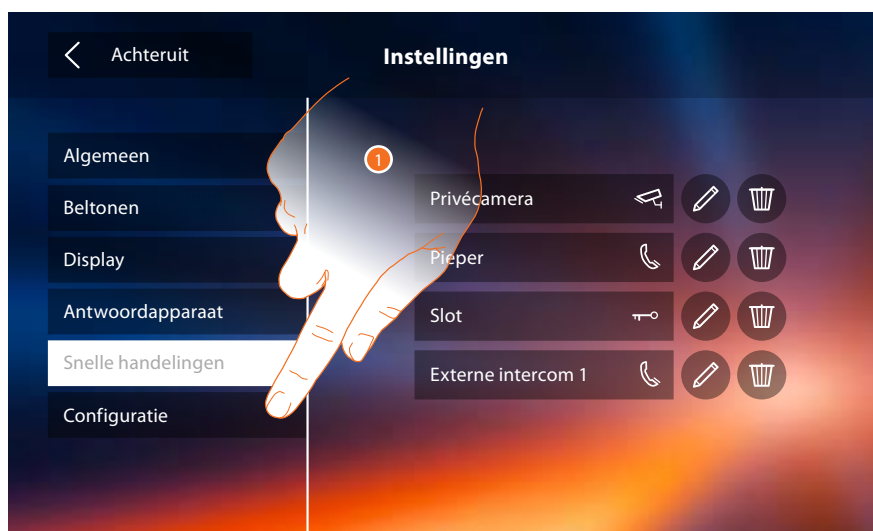 Achteruit
Instellingen
Algemeen
Beltonen
Display
Antwoordapparaat
Snelle handelingen
Configuratie
1
Privécamera
Pieper
Slot
Externe intercom 1